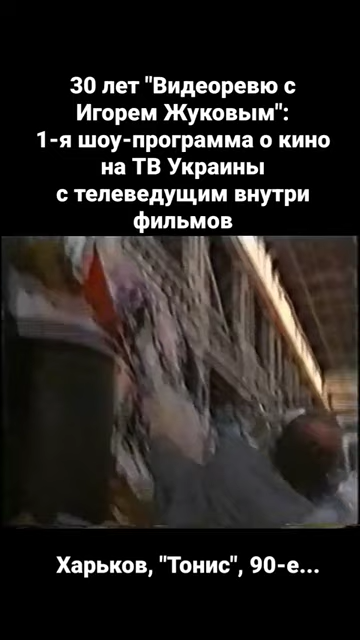 30 лет "Видеоревю с
Игорем Жуковым":
1-я шоу-программа о кино
на ТВ Украины
с телеведущим внутри
фильмов
Харьков, "Тонис", 90-е...